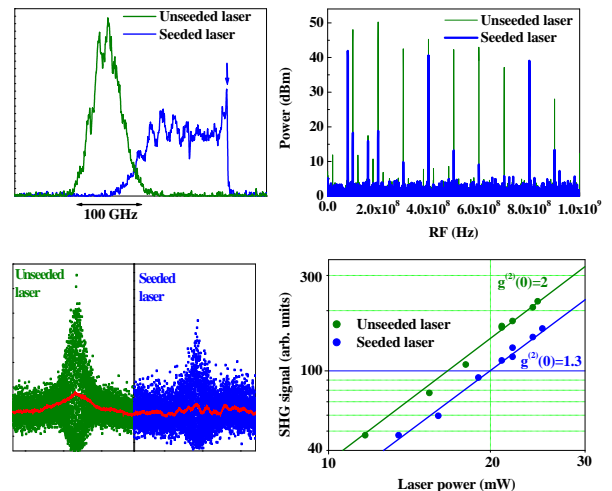 Unseeded laser
Seeded laser
100 GHz
Unseeded laser
Seeded laser
Power (dBm)
50
40
30
20
10
0
0.0
2.0x10⁸
4.0x10⁸
6.0x10⁸
8.0x10⁸
1.0x10⁹
RF (Hz)
Unseeded
laser
Seeded
laser
SHG signal (arb. units)
300
100
40
g⁽²⁾(0)=2
Unseeded laser
Seeded laser
g⁽²⁾(0)=1.3
10
20
30
Laser power (mW)